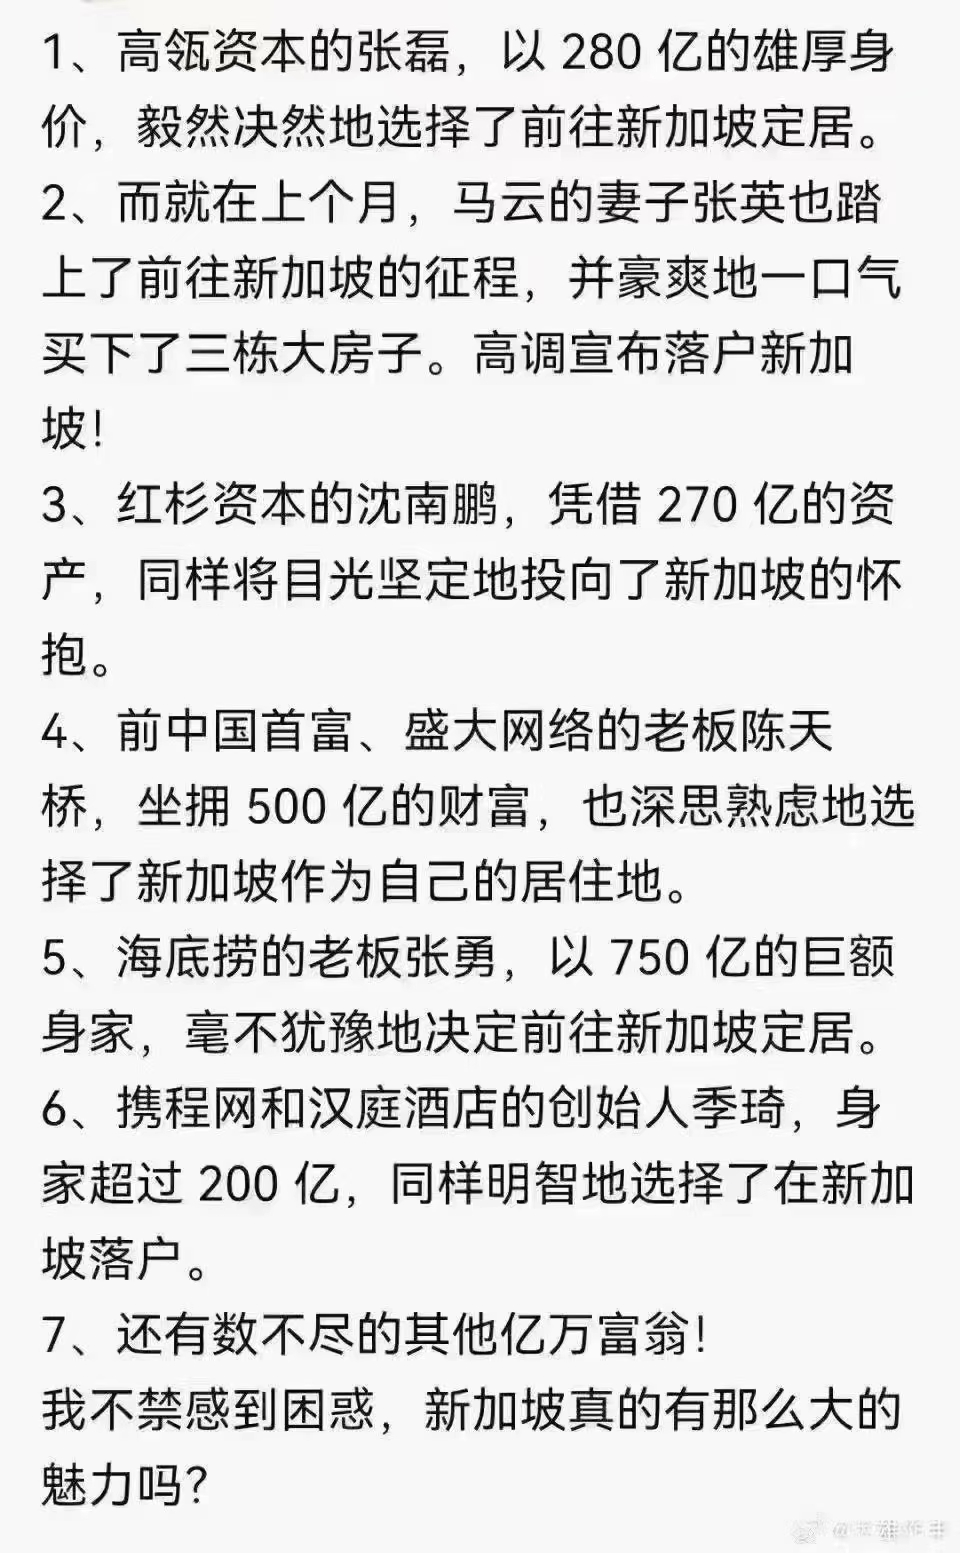 1、高瓴资本的张磊，以 280 亿的雄厚身
价，毅然决然地选择了前往新加坡定居。
2、而就在上个月，马云的妻子张英也踏
上了前往新加坡的征程，并豪爽地一口气
买下了三栋大房子。高调宣布落户新加
坡！
3、红杉资本的沈南鹏，凭借 270 亿的资
产，同样将目光坚定地投向了新加坡的怀
抱。
4、前中国首富、盛大网络的老板陈天
桥，坐拥 500 亿的财富，也深思熟虑地选
择了新加坡作为自己的居住地。
5、海底捞的老板张勇，以 750 亿的巨额
身家，毫不犹豫地决定前往新加坡定居。
6、携程网和汉庭酒店的创始人季琦，身
家超过 200 亿，同样明智地选择了在新加
坡落户。
7、还有数不尽的其他亿万富翁！
我不禁感到困惑，新加坡真的有那么大的
魅力吗？